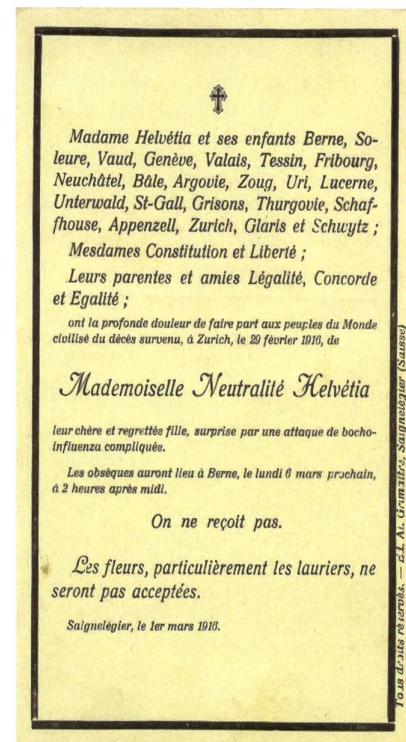 Madame Helvétia et ses enfants Berne, So-
leure, Vaud, Genève, Valais, Tessin, Fribourg,
Neuchâtel, Bâle, Argovie, Zoug, Uri, Lucerne,
Unterwald, St-Gall, Grisons, Thurgovie, Schaf-
fhouse, Appenzell, Zurich, Glaris et Schwytz ;
Mesdames Constitution et Liberté ;
Leurs parentes et amies Légalité, Concorde
et Egalité ;
ont la profonde douleur de faire part aux peuples du Monde
civilisé du décès survenu, à Zurich, le 29 février 1916, de
Mademoiselle Neutralité Helvétia
leur chère et regrettée fille, surprise par une attaque de bocho-
influenza compliquée.
Les obsèques auront lieu à Berne, le lundi 6 mars prochain,
à 2 heures après midi.
On ne reçoit pas.
Les fleurs, particulièrement les lauriers, ne
seront pas acceptées.
Saignelégier, le 1er mars 1916.
Tous droits réservés. — Ed. Al. Grimaître, Saignelégier (Suisse)